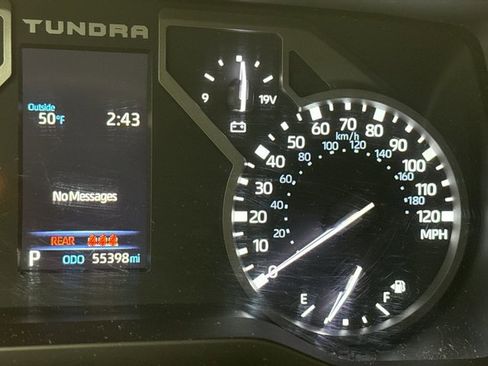 TUNDRA
Outside
50°F 2:43
No Messages
REAR
P ODO 55398mi
9 19V
0 10 20 30 40 50 60 70 80 90 100 110 120
MPH
km/h
20 40 60 80 100 120 140 160 180
E F